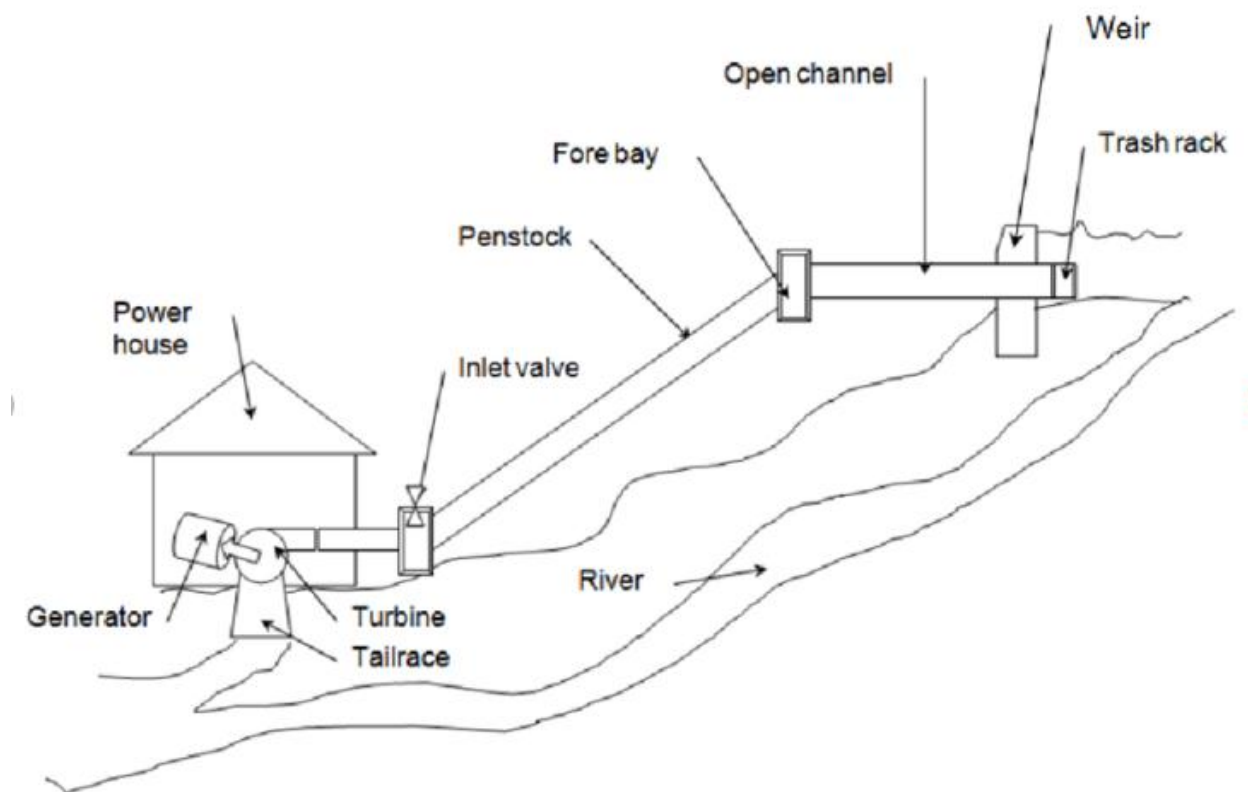 Weir
Open channel
Trash rack
Fore bay
Penstock
Power
house
Inlet valve
River
Generator
Turbine
Tailrace